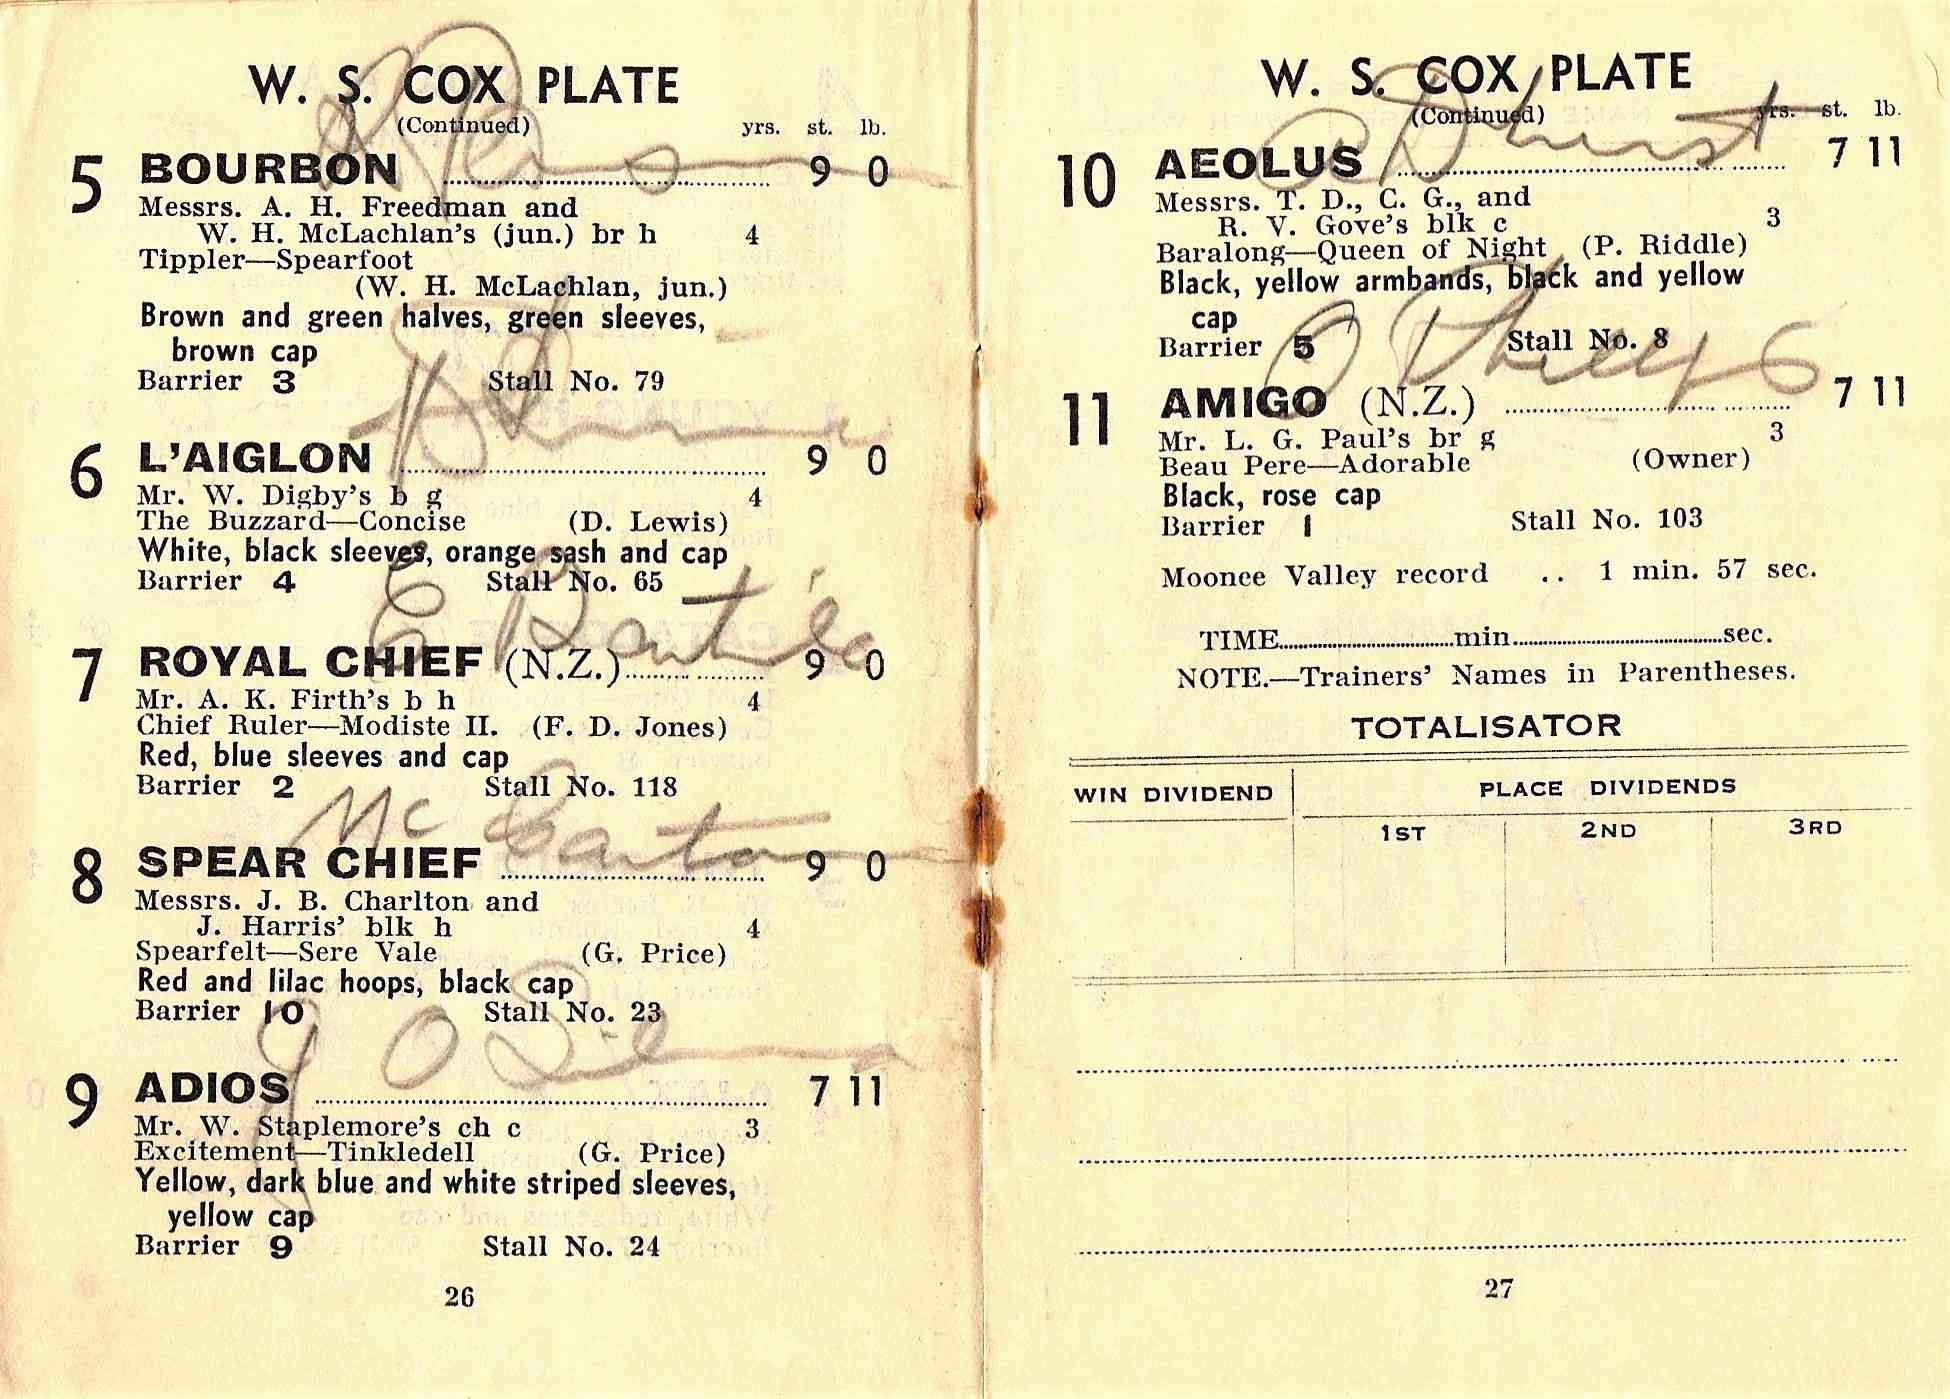 W. S. COX PLATE
(Continued)
yrs. st. lb.
5 BOURBON 9 0
Messrs. A. H. Freedman and
W. H. McLachlan's (jun.) br h 4
Tippler—Spearfoot
(W. H. McLachlan, jun.)
Brown and green halves, green sleeves,
brown cap
Barrier 3 Stall No. 79
6 L'AIGLON 9 0
Mr. W. Digby's b g 4
The Buzzard—Concise (D. Lewis)
White, black sleeves, orange sash and cap
Barrier 4 Stall No. 65
E
7 ROYAL CHIEF (N.Z.) 9 0
Mr. A. K. Firth's b h 4
Chief Ruler—Modiste II. (F. D. Jones)
Red, blue sleeves and cap
Barrier 2 Stall No. 118
Mc
8 SPEAR CHIEF 9 0
Messrs. J. B. Charlton and
J. Harris' blk h 4
Spearfelt—Sere Vale (G. Price)
Red and lilac hoops, black cap
Barrier 10 Stall No. 23
9 ADIOS 7 11
Mr. W. Staplemore's ch c 3
Excitement—Tinkledell (G. Price)
Yellow, dark blue and white striped sleeves,
yellow cap
Barrier 9 Stall No. 24
26
W. S. COX PLATE
(Continued)
yrs. st. lb.
10 AEOLUS 7 11
Messrs. T. D., C. G., and
R. V. Gove's blk c 3
Baralong—Queen of Night (P. Riddle)
Black, yellow armbands, black and yellow
cap
Barrier 5 Stall No. 8
O Phillips
11 AMIGO (N.Z.) 7 11
Mr. L. G. Paul's br g 3
Beau Pere—Adorable (Owner)
Black, rose cap
Barrier 1 Stall No. 103
Moonee Valley record .. 1 min. 57 sec.
TIME min sec.
NOTE.—Trainers' Names in Parentheses.
TOTALISATOR
WIN DIVIDEND PLACE DIVIDENDS
1ST 2ND 3RD
27